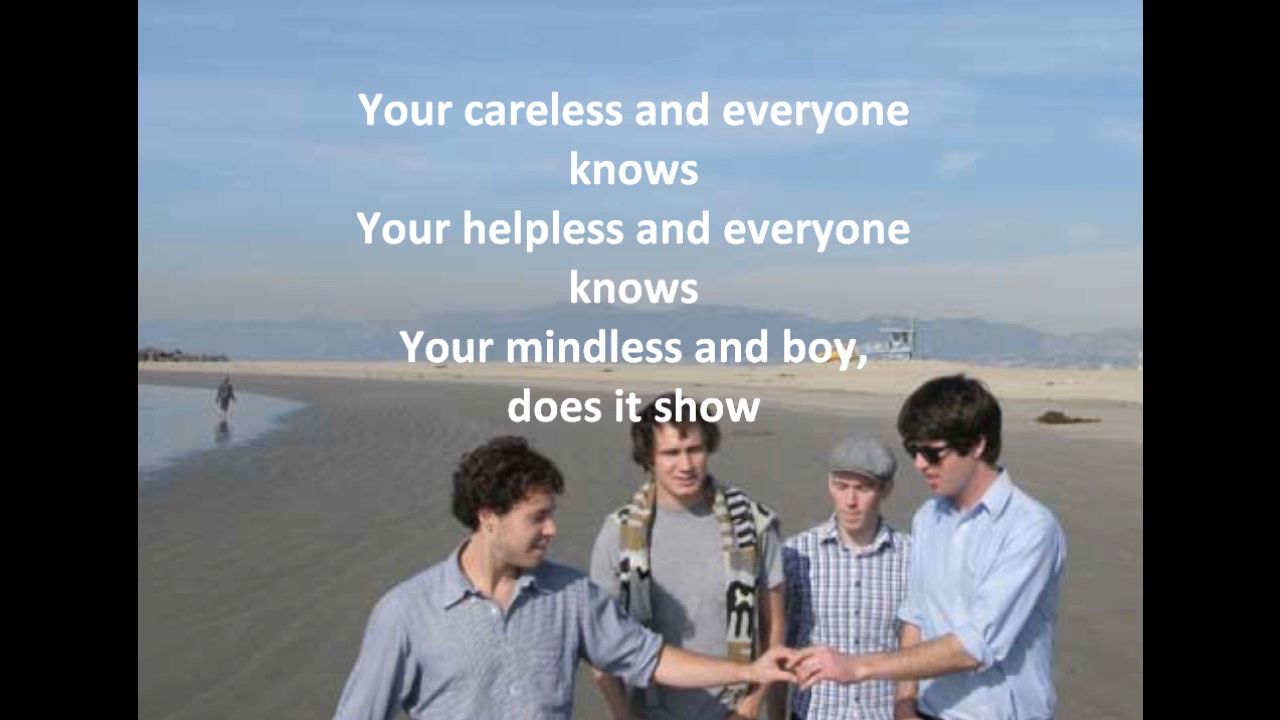 Your careless and everyone
knows
Your helpless and everyone
knows
Your mindless and boy,
does it show